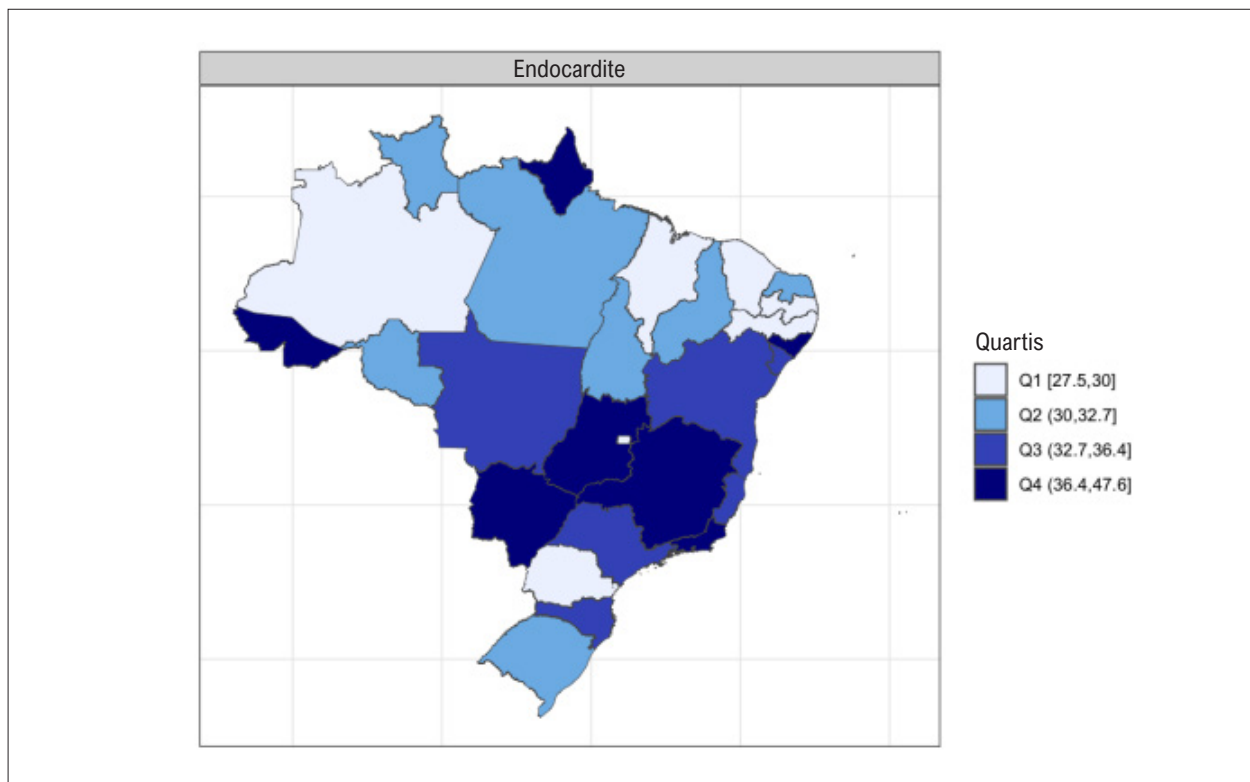 Endocardite
Quartis
Q1 [27.5,30]
Q2 (30,32.7]
Q3 (32.7,36.4]
Q4 (36.4,47.6]